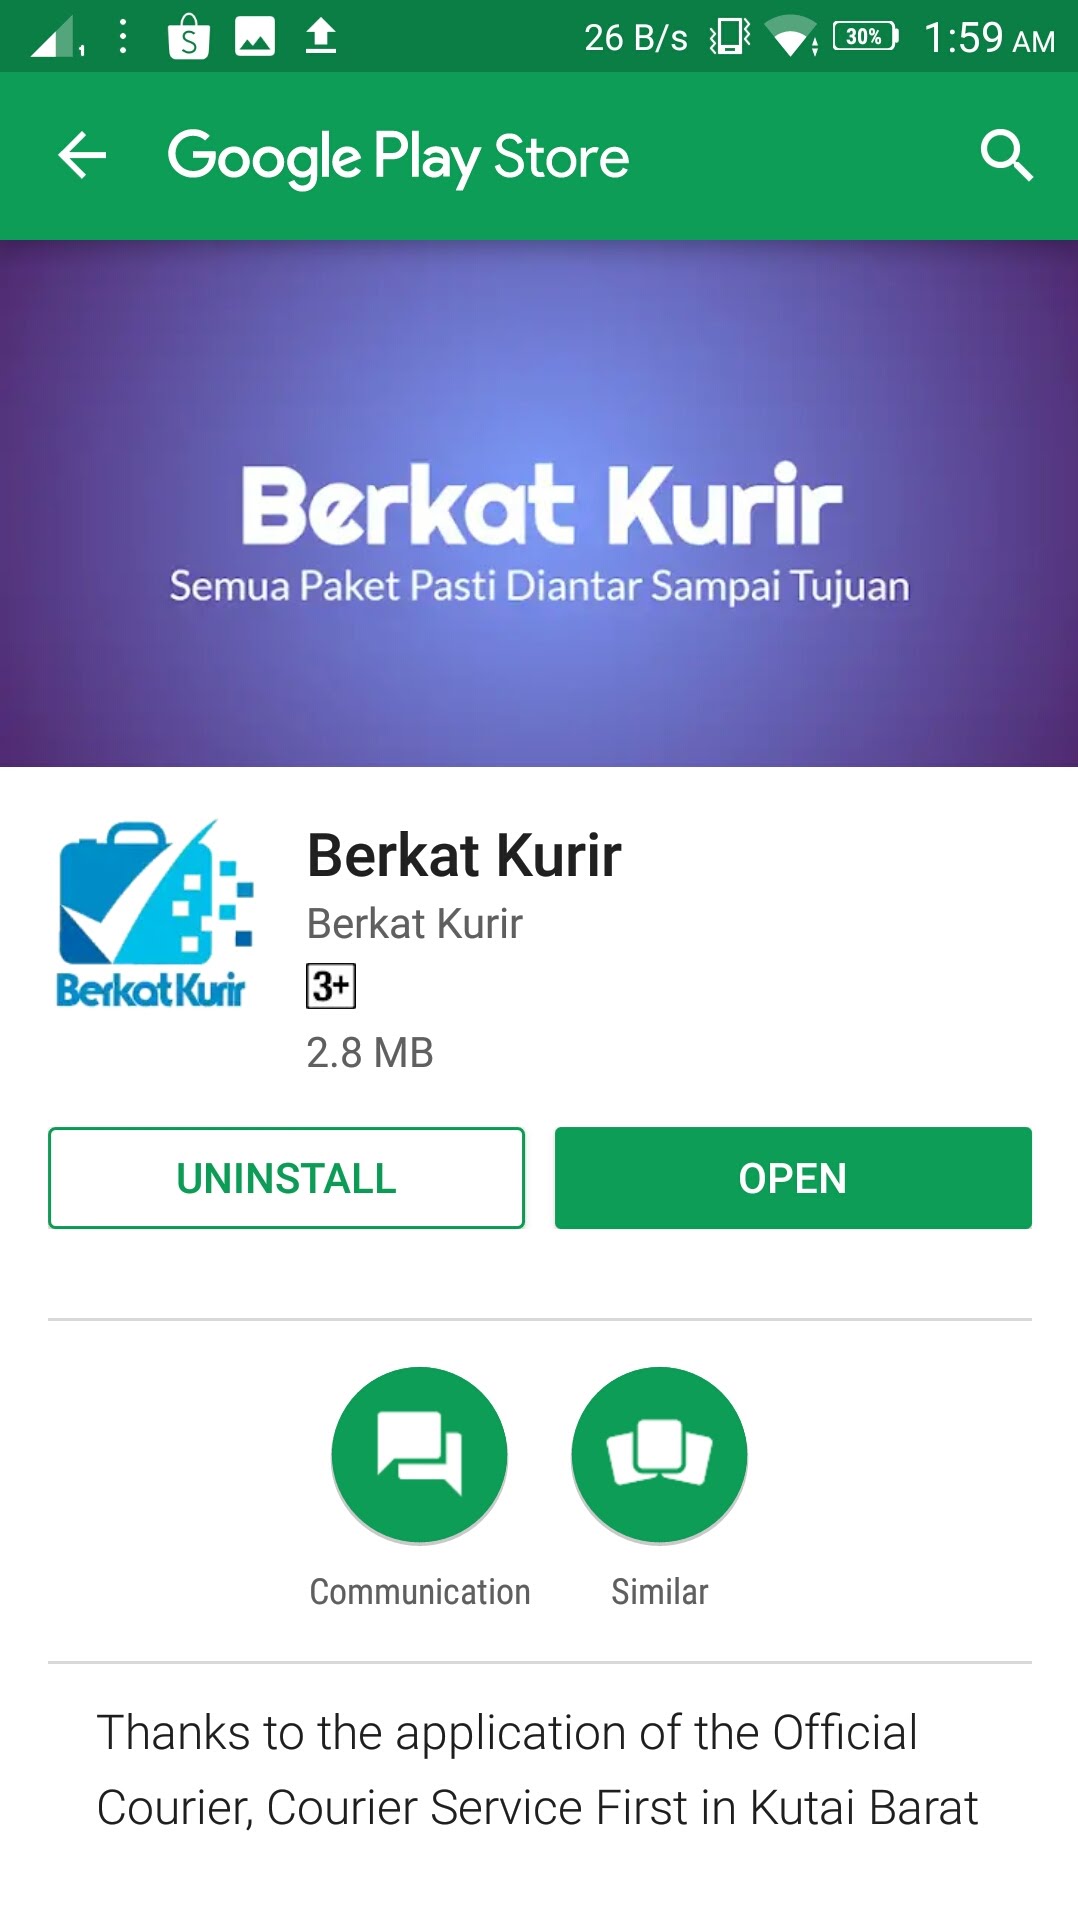 1 S 26 B/s 30% 1:59 AM
Google Play Store
Berkat Kurir
Semua Paket Pasti Diantar Sampai Tujuan
BerkatKurir
Berkat Kurir
Berkat Kurir
3+
2.8 MB
UNINSTALL OPEN
Communication Similar
Thanks to the application of the Official
Courier, Courier Service First in Kutai Barat